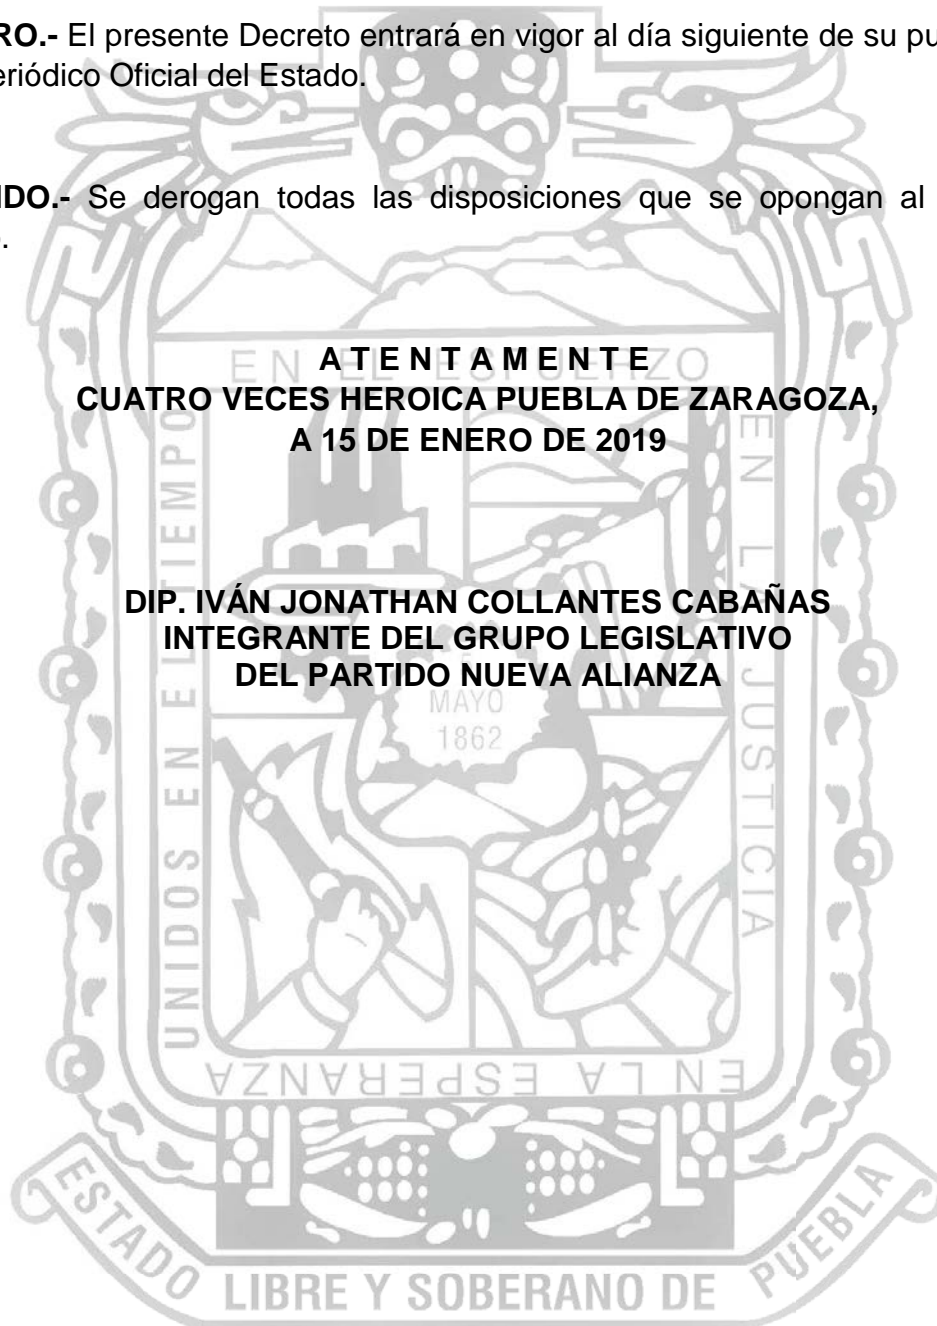 RO.- El presente Decreto entrará en vigor al día siguiente de su pu
eriódico Oficial del Estado.
NDO.- Se derogan todas las disposiciones que se opongan al
.
A T E N T A M E N T E
CUATRO VECES HEROICA PUEBLA DE ZARAGOZA,
A 15 DE ENERO DE 2019
DIP. IVÁN JONATHAN COLLANTES CABAÑAS
INTEGRANTE DEL GRUPO LEGISLATIVO
DEL PARTIDO NUEVA ALIANZA
UNIDOS EN EL TIEMPO
EN EL ESFUERZO
EN LA JUSTICIA
EN LA ESPERANZA
MAYO
1862
ESTADO LIBRE Y SOBERANO DE PUEBLA